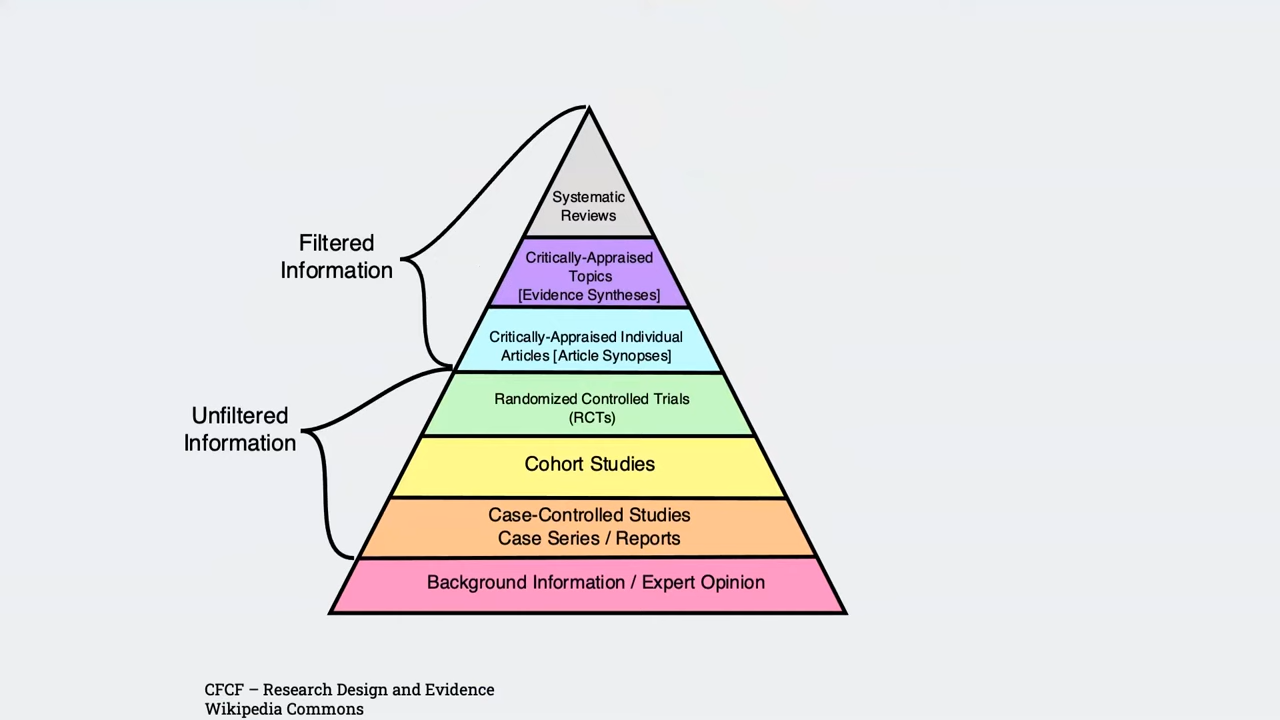 Systematic
Reviews
Filtered
Information
Critically-Appraised
Topics
[Evidence Syntheses]
Critically-Appraised Individual
Articles [Article Synopses]
Randomized Controlled Trials
(RCTs)
Unfiltered
Information
Cohort Studies
Case-Controlled Studies
Case Series / Reports
Background Information / Expert Opinion
CFCF – Research Design and Evidence
Wikipedia Commons